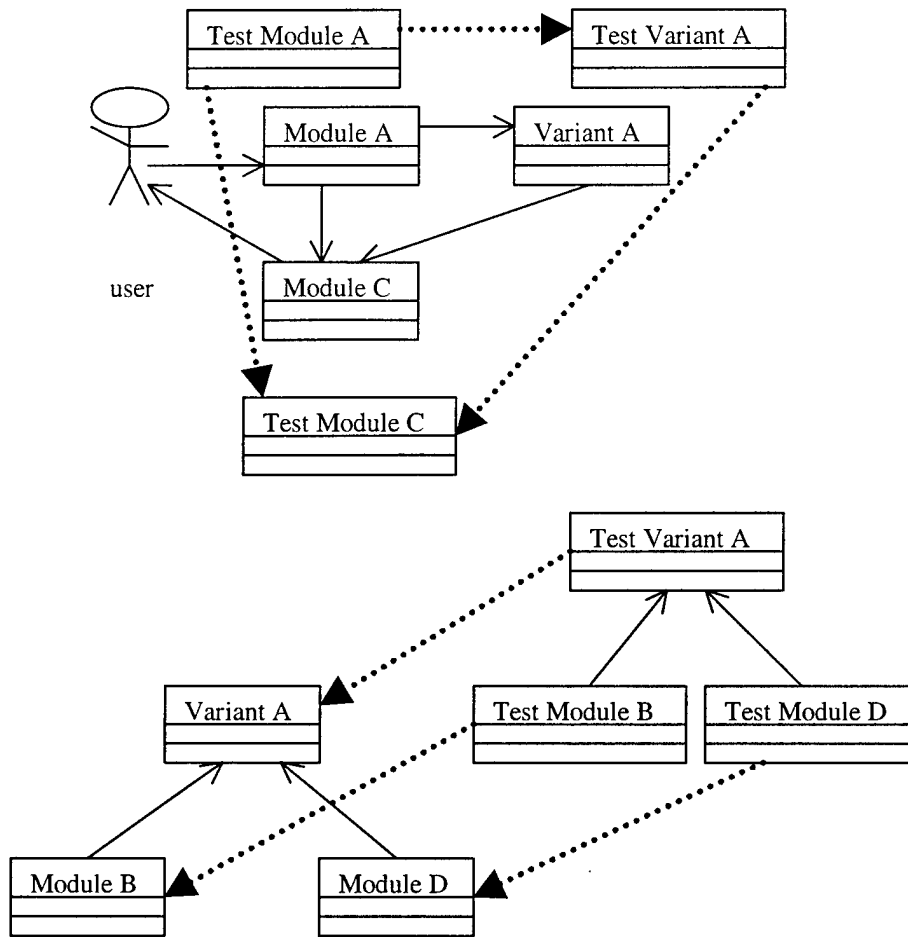 Test Module A
Test Variant A
Module A
Variant A
user
Module C
Test Module C
Test Variant A
Variant A
Test Module B
Test Module D
Module B
Module D